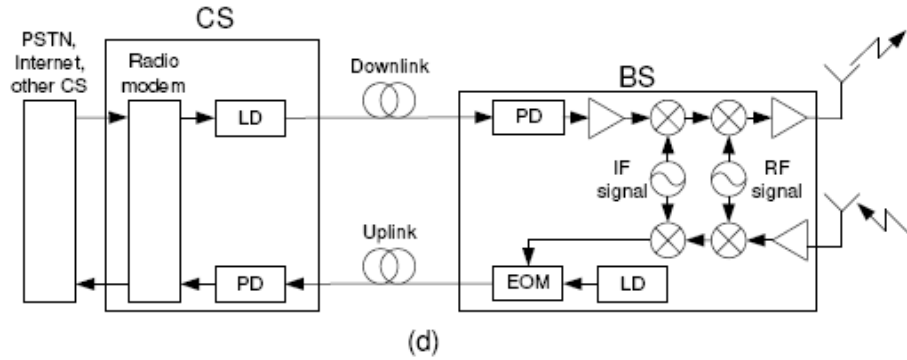 CS
PSTN,
Internet,
other CS
Radio
modem
LD
Downlink
BS
PD
IF
signal
RF
signal
Uplink
PD
EOM
LD
(d)